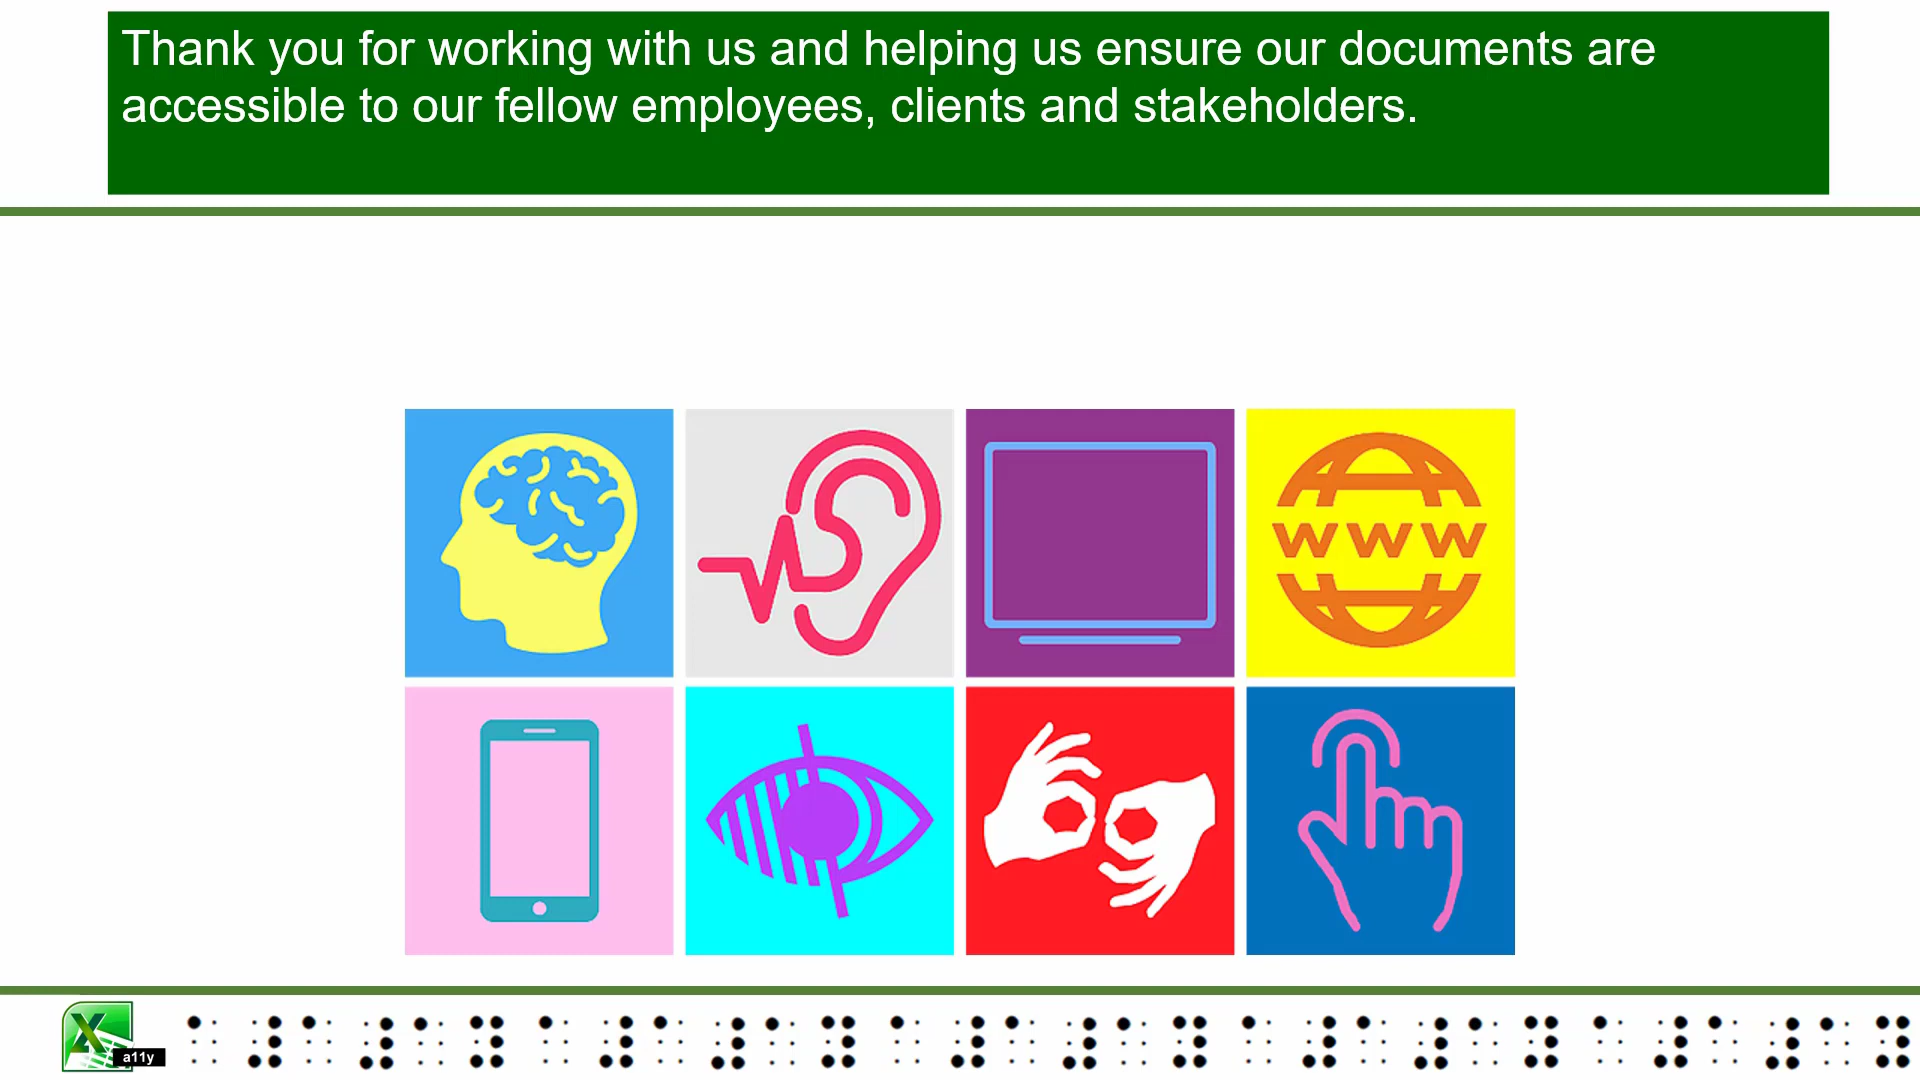 Thank you for working with us and helping us ensure our documents are
accessible to our fellow employees, clients and stakeholders.
www
X
a11y